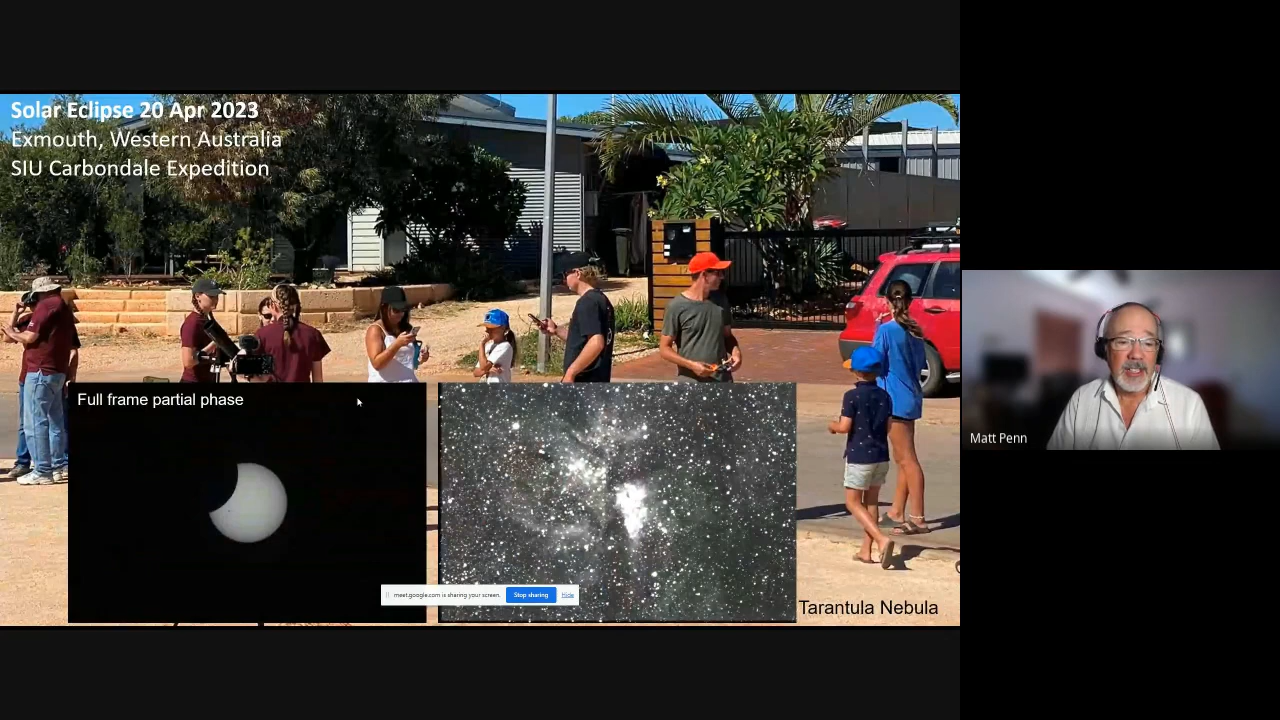 Solar Eclipse 20 Apr 2023
Exmouth, Western Australia
SIU Carbondale Expedition
Full frame partial phase
meet.google.com is sharing your screen.
Stop sharing
Hide
Tarantula Nebula
Matt Penn